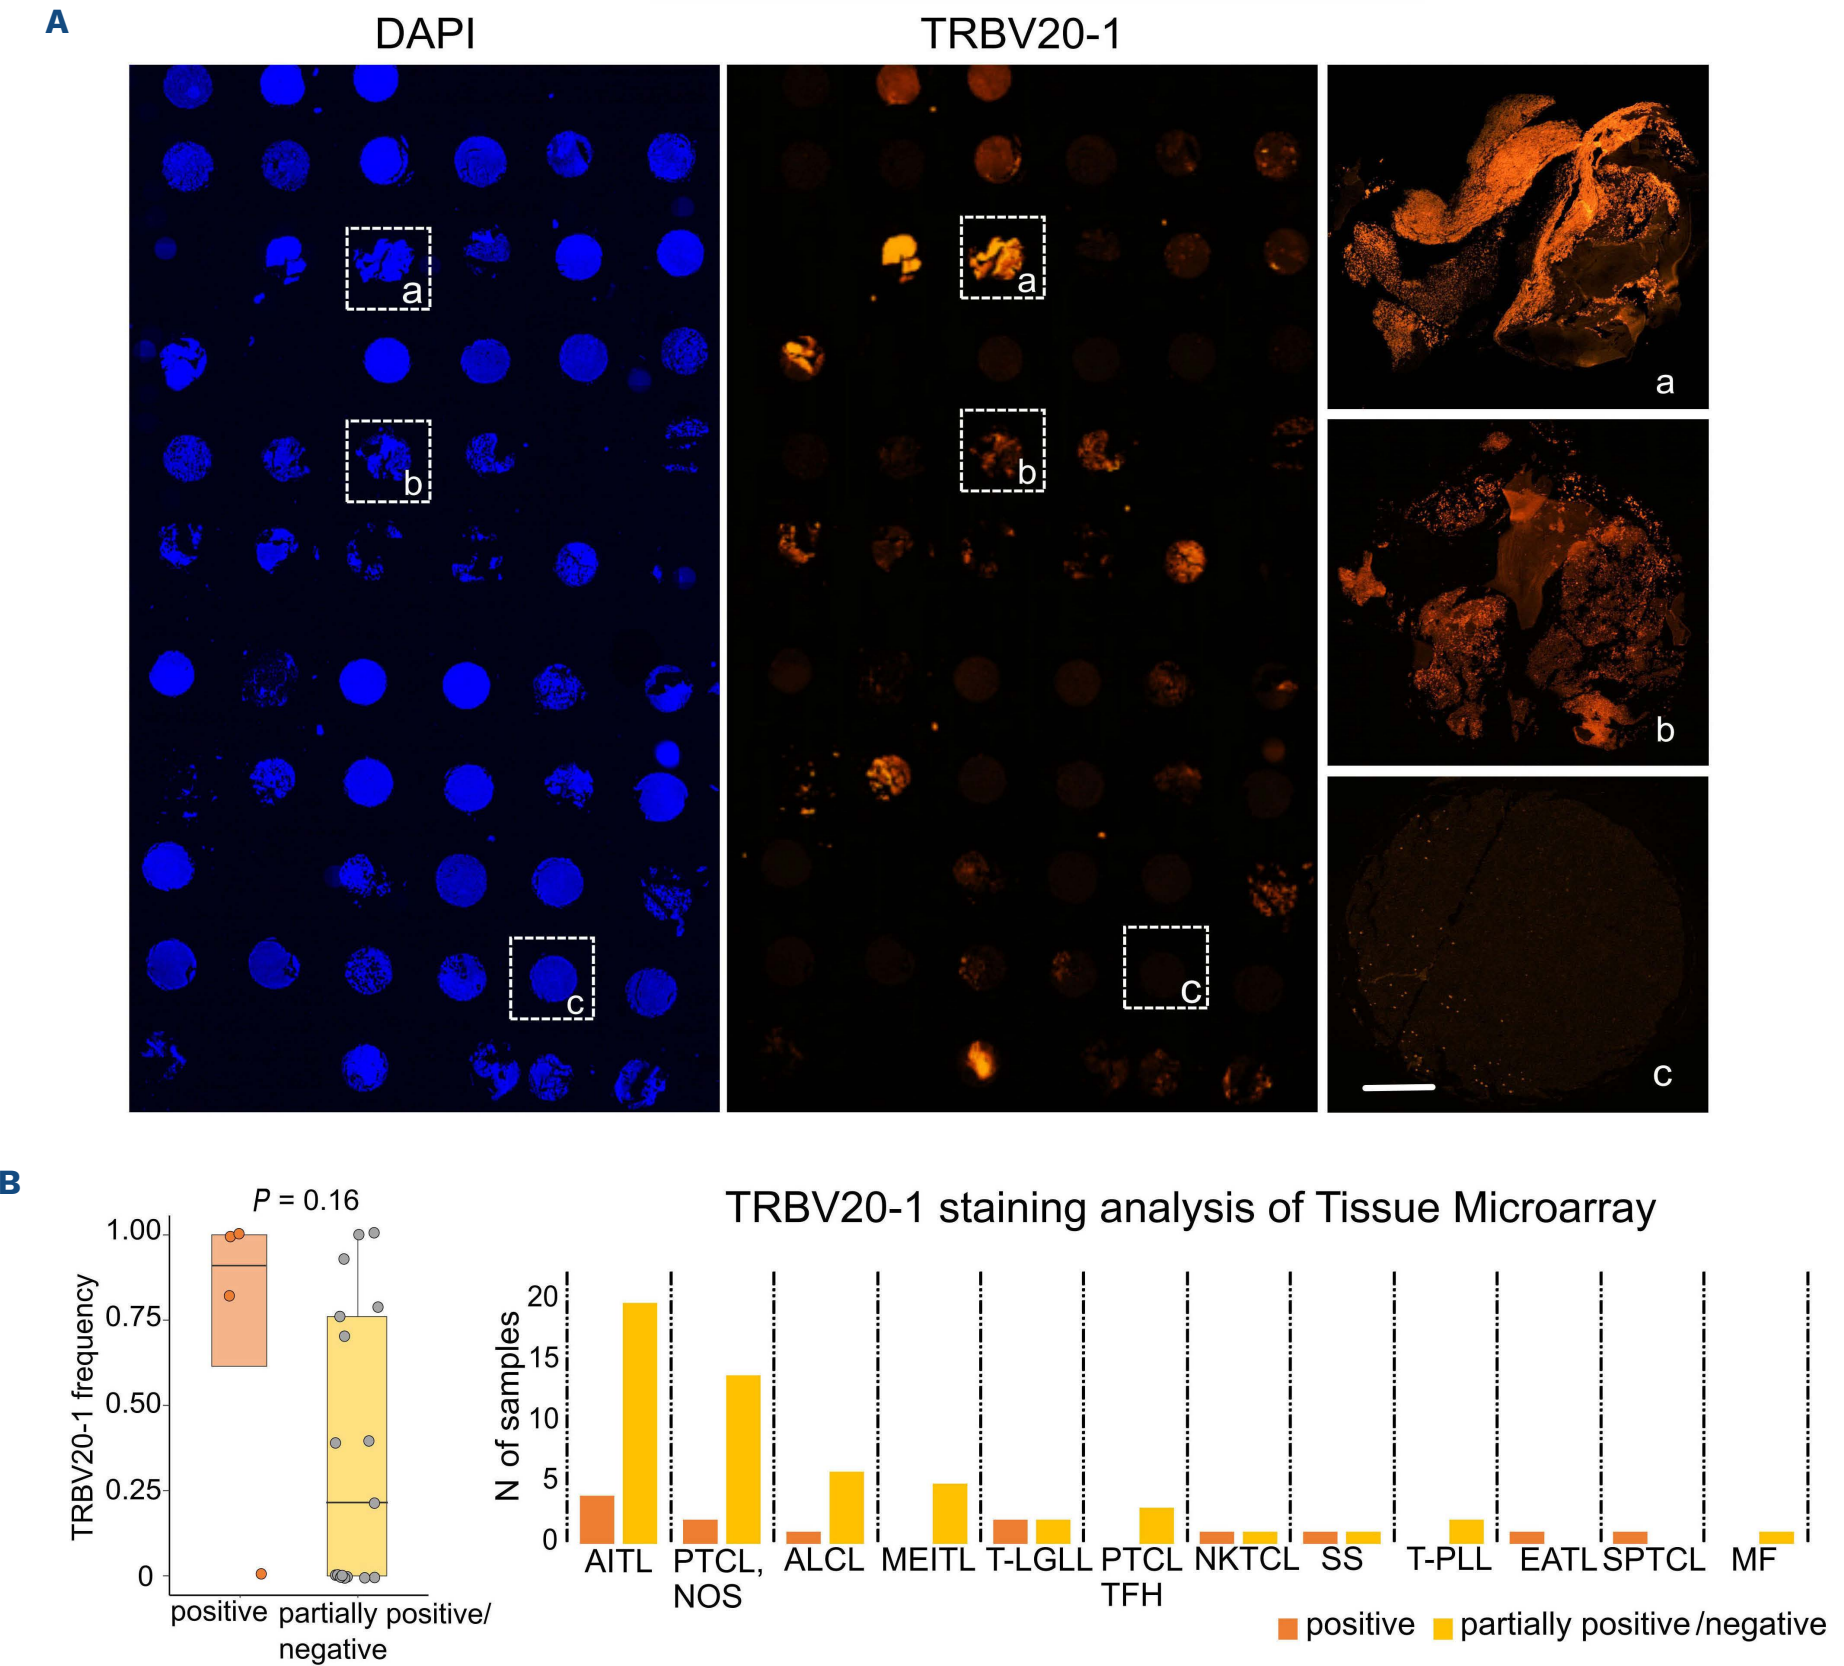 A
DAPI
TRBV20-1
a
b
c
a
b
c
a
b
c
B
P = 0.16
TRBV20-1 frequency
1.00
0.75
0.50
0.25
0
positive
partially positive/
negative
TRBV20-1 staining analysis of Tissue Microarray
N of samples
20
15
10
5
0
AITL
PTCL,
NOS
ALCL
MEITL
T-LGLL
PTCL
TFH
NKTCL
SS
T-PLL
EATL
SPTCL
MF
positive
partially positive/negative